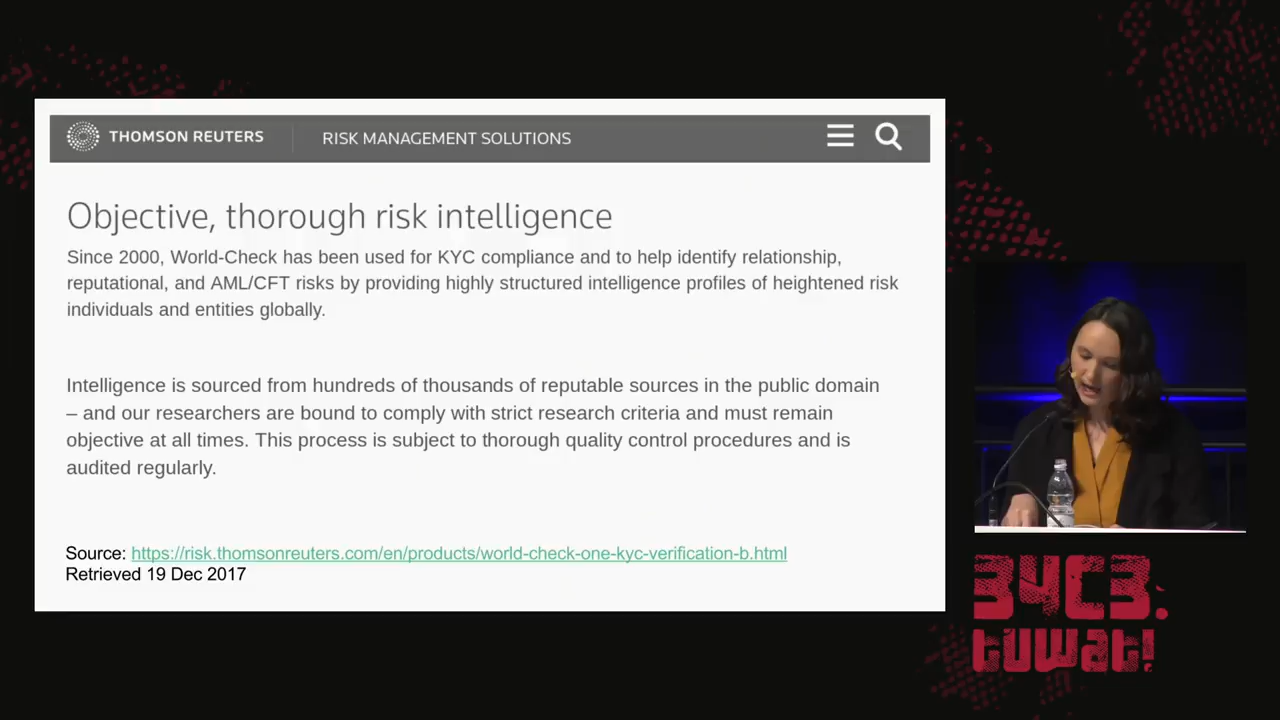 THOMSON REUTERS
RISK MANAGEMENT SOLUTIONS
Objective, thorough risk intelligence
Since 2000, World-Check has been used for KYC compliance and to help identify relationship,
reputational, and AML/CFT risks by providing highly structured intelligence profiles of heightened risk
individuals and entities globally.
Intelligence is sourced from hundreds of thousands of reputable sources in the public domain
– and our researchers are bound to comply with strict research criteria and must remain
objective at all times. This process is subject to thorough quality control procedures and is
audited regularly.
Source: https://risk.thomsonreuters.com/en/products/world-check-one-kyc-verification-b.html
Retrieved 19 Dec 2017
34C3.
tuwat!